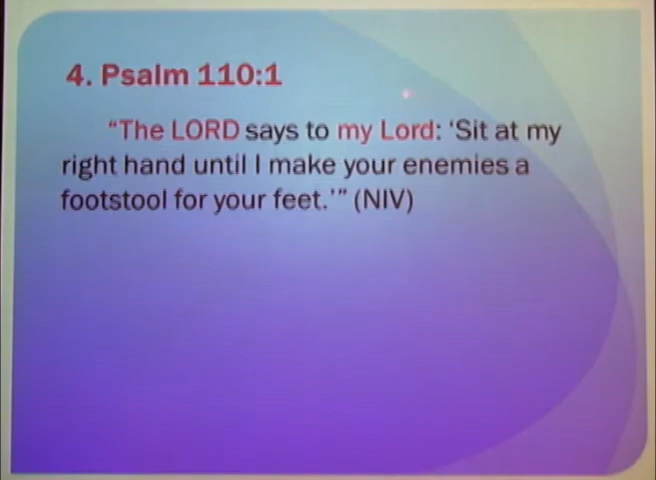 4. Psalm 110:1
“The LORD says to my Lord: ‘Sit at my
right hand until I make your enemies a
footstool for your feet.’” (NIV)